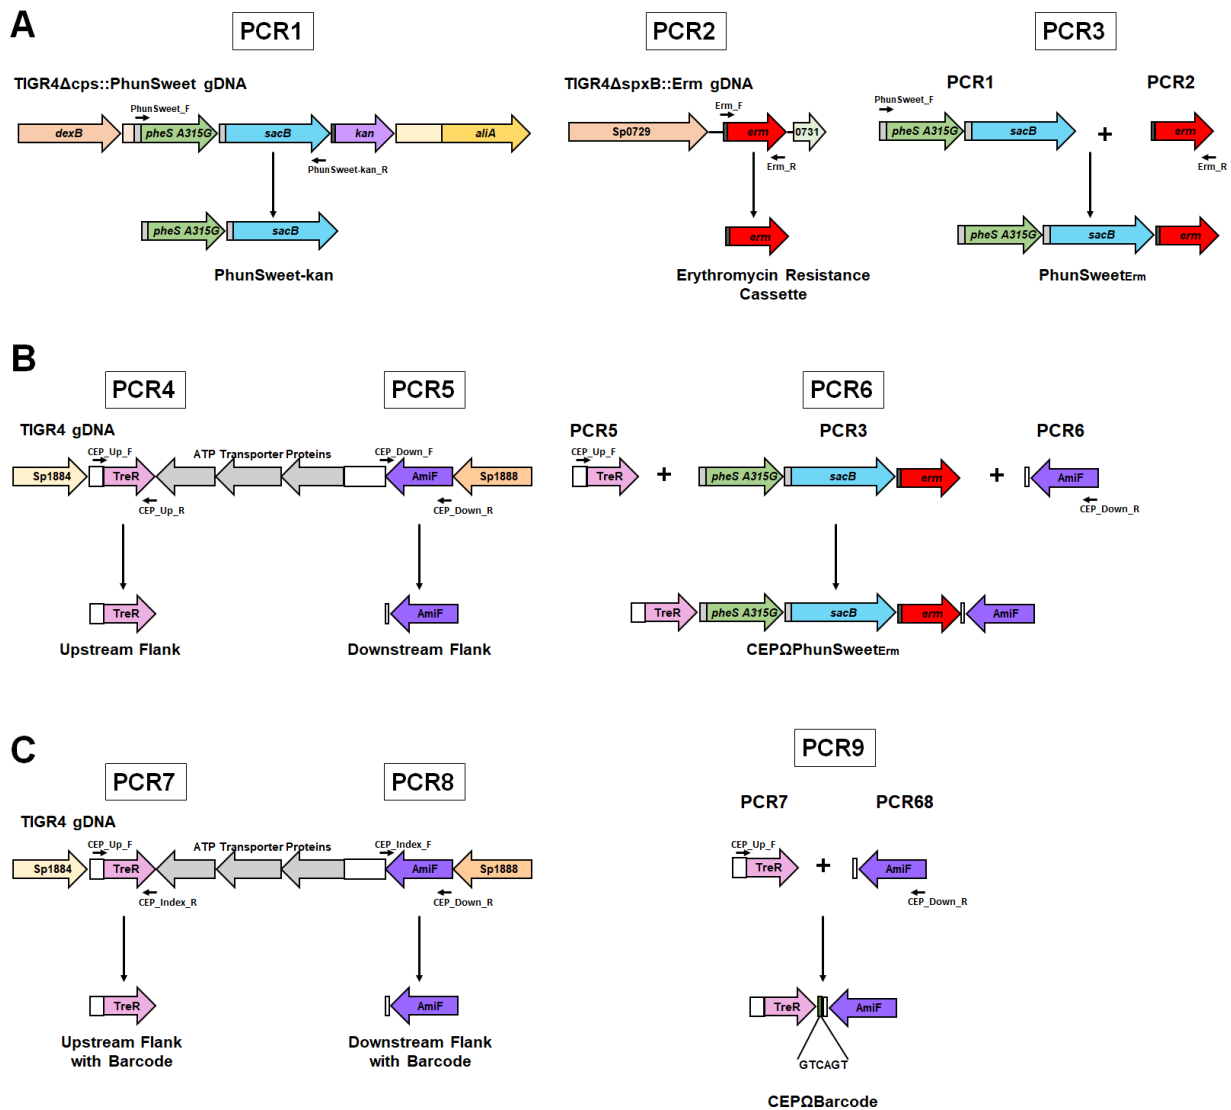 A
PCR1
PCR2
PCR3
TIGR4Δcps::PhunSweet gDNA
PhunSweet_F
dexB
pheS A315G
sacB
kan
aliA
PhunSweet-kan_R
pheS A315G
sacB
PhunSweet-kan
TIGR4ΔspxB::Erm gDNA
Erm_F
Sp0729
erm
0731
Erm_R
erm
Erythromycin Resistance
Cassette
PCR1
PCR2
PhunSweet_F
pheS A315G
sacB
+
erm
Erm_R
pheS A315G
sacB
erm
PhunSweetErm
B
PCR4
PCR5
PCR6
TIGR4 gDNA
CEP_Up_F
ATP Transporter Proteins
CEP_Down_F
Sp1884
TreR
AmiF
Sp1888
CEP_Up_R
CEP_Down_R
TreR
AmiF
Upstream Flank
Downstream Flank
PCR5
PCR3
PCR6
CEP_Up_F
TreR
+
pheS A315G
sacB
erm
+
AmiF
CEP_Down_R
TreR
pheS A315G
sacB
erm
AmiF
CEPΩPhunSweetErm
C
PCR7
PCR8
PCR9
TIGR4 gDNA
CEP_Up_F
ATP Transporter Proteins
CEP_Index_F
Sp1884
TreR
AmiF
Sp1888
CEP_Index_R
CEP_Down_R
TreR
AmiF
Upstream Flank
with Barcode
Downstream Flank
with Barcode
PCR7
PCR68
CEP_Up_F
TreR
+
AmiF
CEP_Down_R
TreR
AmiF
GTCAGT
CEPΩBarcode